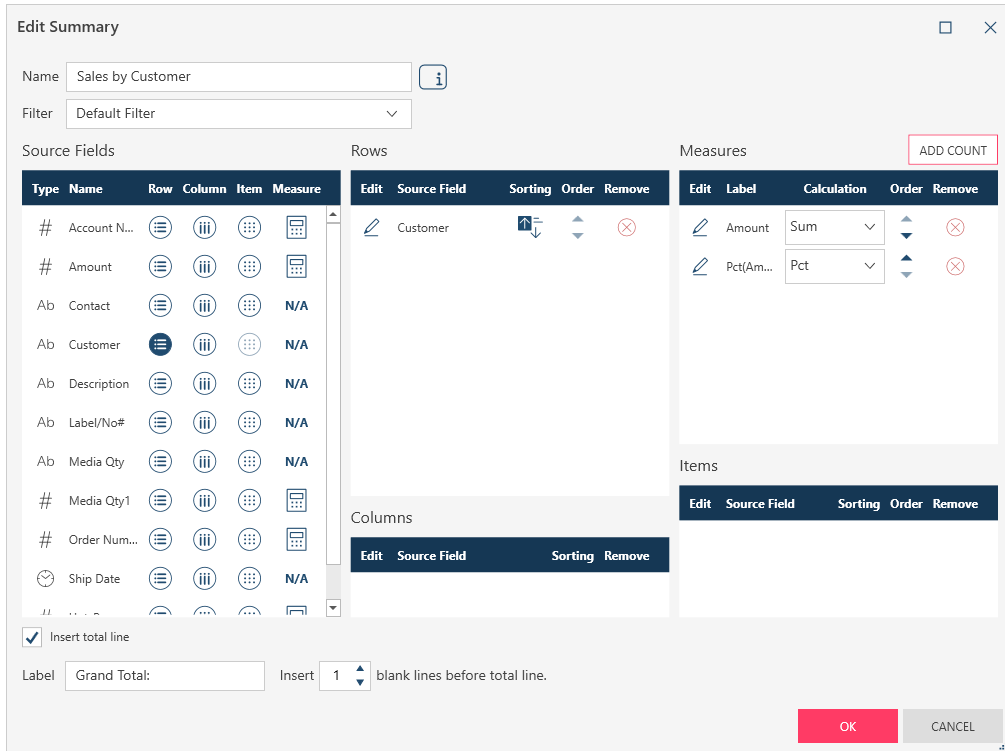 Edit Summary
Name Sales by Customer
Filter Default Filter
Source Fields
Type Name Row Column Item Measure
# Account N...
# Amount
Ab Contact N/A
Ab Customer N/A
Ab Description N/A
Ab Label/No# N/A
Ab Media Qty N/A
# Media Qty1
# Order Num...
Ship Date N/A
Rows
Edit Source Field Sorting Order Remove
Customer
Columns
Edit Source Field Sorting Remove
Measures
ADD COUNT
Edit Label Calculation Order Remove
Amount Sum
Pct(Am... Pct
Items
Edit Source Field Sorting Order Remove
Insert total line
Label Grand Total: Insert 1 blank lines before total line.
OK CANCEL